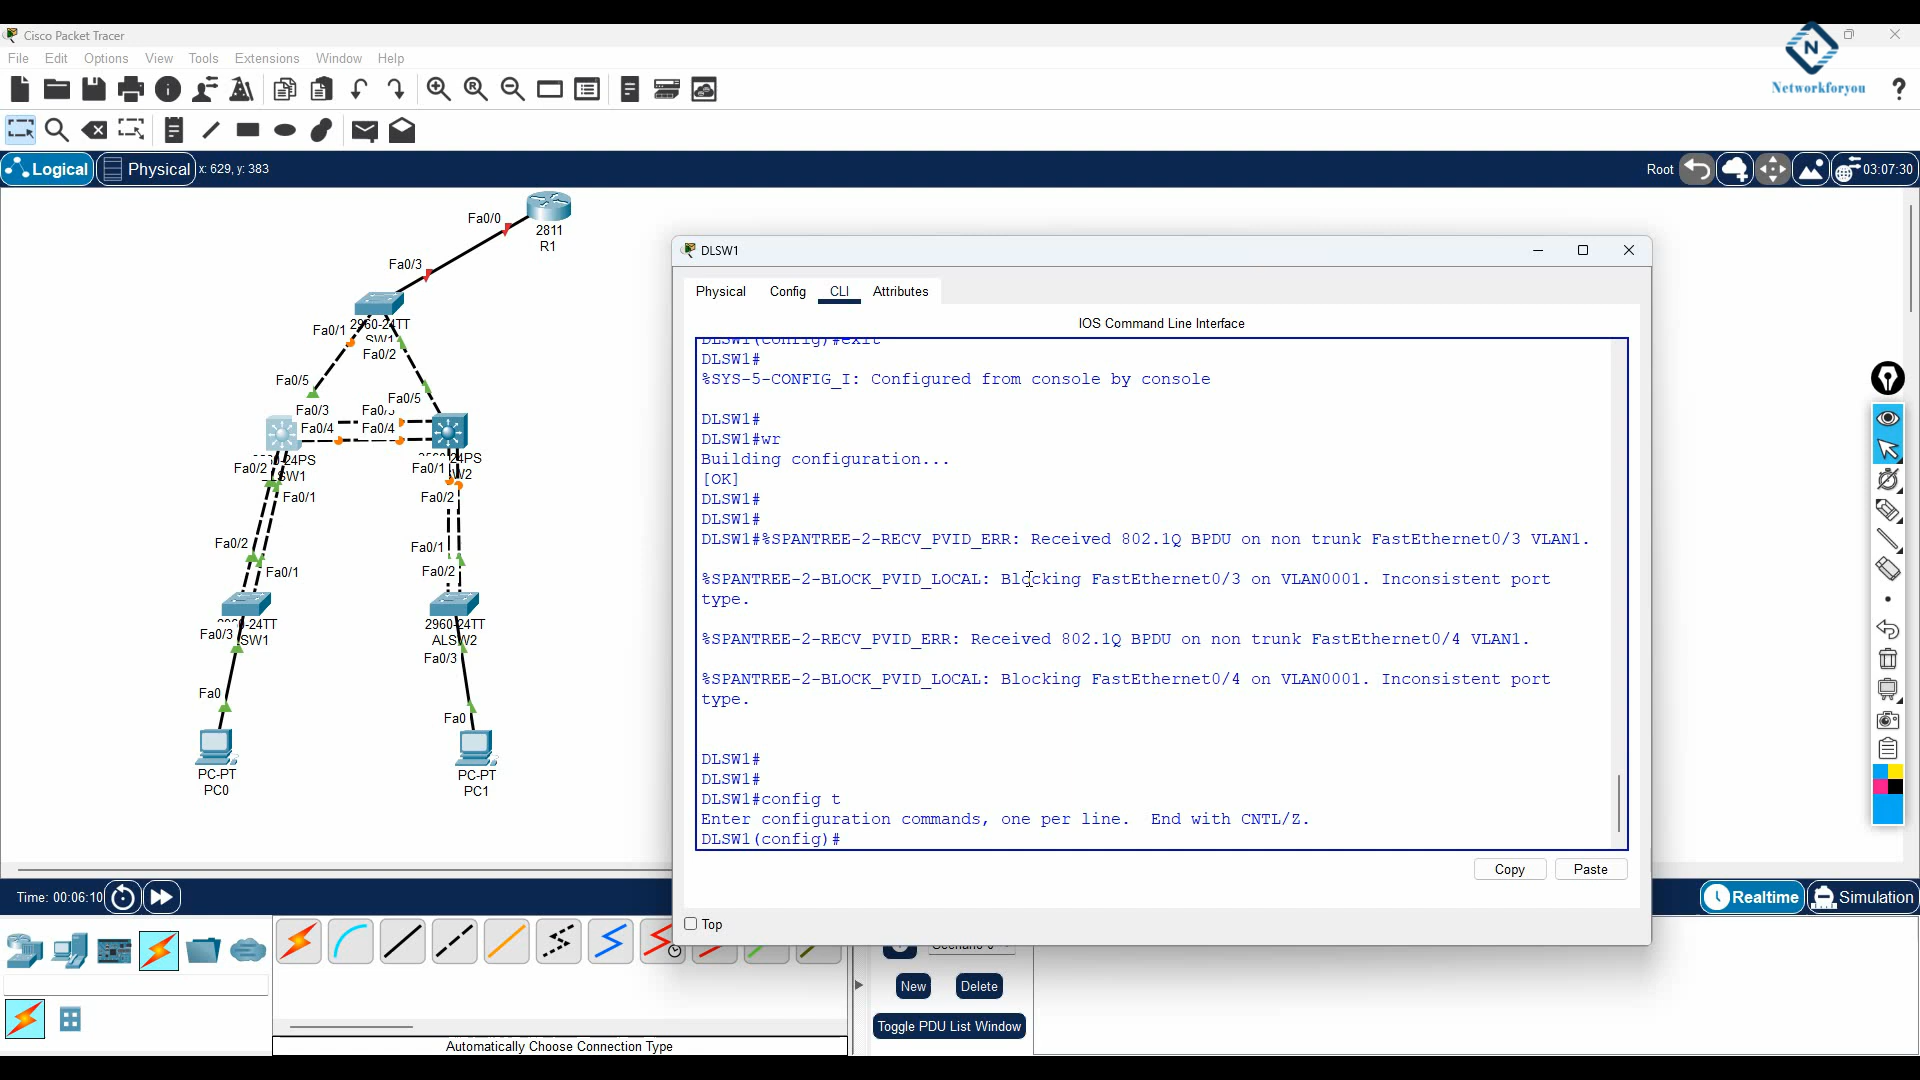 Cisco Packet Tracer
File Edit Options View Tools Extensions Window Help
N
Networkforyou
?
Logical Physical x: 629, y: 383
Root 03:07:30
Fa0/0
2811
R1
Fa0/3
2960-24TT
SW1
Fa0/1
Fa0/2
Fa0/5
Fa0/5
Fa0/3
Fa0/4
Fa0/4
24PS
Fa0/2
Fa0/1
Fa0/1
Fa0/2
Fa0/2
Fa0/1
Fa0/1
Fa0/2
2960-24TT
ALSW2
Fa0/3
Fa0/3
Fa0
Fa0
PC-PT
PC0
PC-PT
PC1
DLSW1
Physical Config CLI Attributes
IOS Command Line Interface
DLSW1(config)#exit
DLSW1#
%SYS-5-CONFIG_I: Configured from console by console
DLSW1#
DLSW1#wr
Building configuration...
[OK]
DLSW1#
DLSW1#
DLSW1#%SPANTREE-2-RECV_PVID_ERR: Received 802.1Q BPDU on non trunk FastEthernet0/3 VLAN1.
%SPANTREE-2-BLOCK_PVID_LOCAL: Blocking FastEthernet0/3 on VLAN0001. Inconsistent port
type.
%SPANTREE-2-RECV_PVID_ERR: Received 802.1Q BPDU on non trunk FastEthernet0/4 VLAN1.
%SPANTREE-2-BLOCK_PVID_LOCAL: Blocking FastEthernet0/4 on VLAN0001. Inconsistent port
type.
DLSW1#
DLSW1#
DLSW1#config t
Enter configuration commands, one per line. End with CNTL/Z.
DLSW1(config)#
Copy Paste
Top
Time: 00:06:10
Realtime Simulation
New Delete
Toggle PDU List Window
Automatically Choose Connection Type